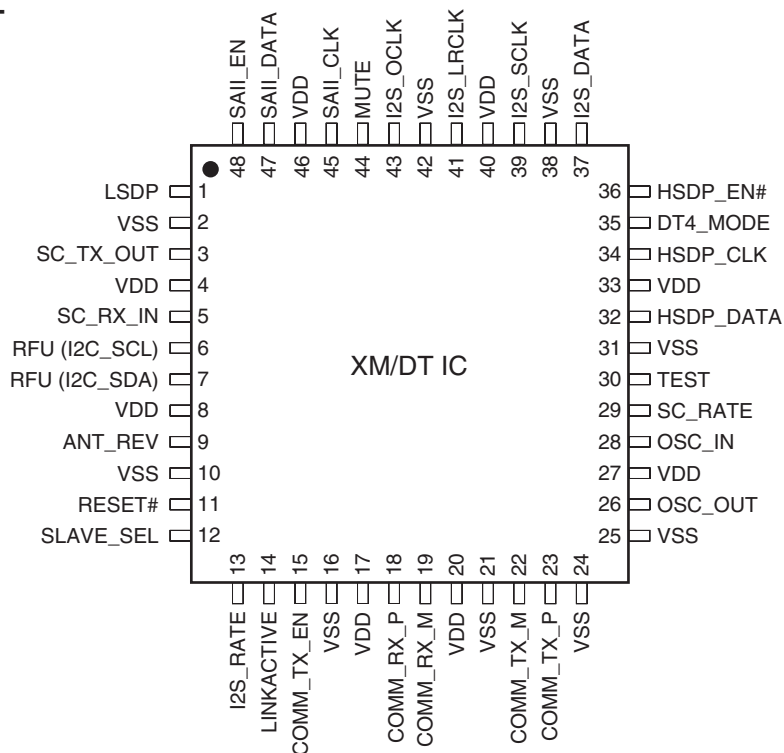 SAII_EN
SAII_DATA
VDD
SAII_CLK
MUTE
I2S_OCLK
VSS
I2S_LRCLK
VDD
I2S_SCLK
VSS
I2S_DATA
48
47
46
45
44
43
42
41
40
39
38
37
LSDP 1
VSS 2
SC_TX_OUT 3
VDD 4
SC_RX_IN 5
RFU (I2C_SCL) 6
RFU (I2C_SDA) 7
VDD 8
ANT_REV 9
VSS 10
RESET# 11
SLAVE_SEL 12
XM/DT IC
36 HSDP_EN#
35 DT4_MODE
34 HSDP_CLK
33 VDD
32 HSDP_DATA
31 VSS
30 TEST
29 SC_RATE
28 OSC_IN
27 VDD
26 OSC_OUT
25 VSS
13
14
15
16
17
18
19
20
21
22
23
24
I2S_RATE
LINKACTIVE
COMM_TX_EN
VSS
VDD
COMM_RX_P
COMM_RX_M
VDD
VSS
COMM_TX_M
COMM_TX_P
VSS